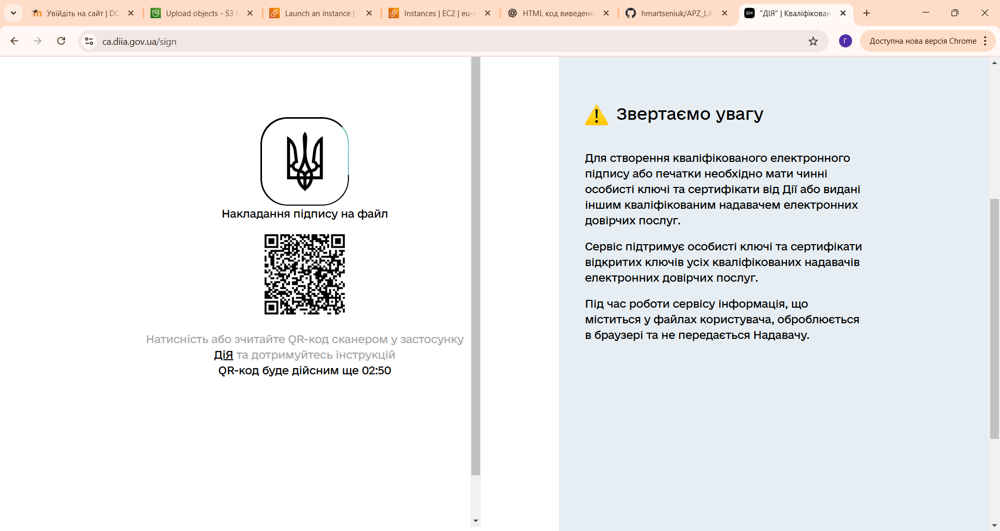 Увійдіть на сайт | DO
Upload objects - S3 b
Launch an instance |
Instances | EC2 | eu-n
HTML код виведенн
hmartseniuk/APZ_LA
Дія
"ДІЯ" | Кваліфікован
ca.diia.gov.ua/sign
Г
Доступна нова версія Chrome
Накладання підпису на файл
Натисність або зчитайте QR-код сканером у застосунку
ДіЯ та дотримуйтесь інструкцій
QR-код буде дійсним ще 02:50
Звертаємо увагу
Для створення кваліфікованого електронного
підпису або печатки необхідно мати чинні
особисті ключі та сертифікати від Дії або видані
іншим кваліфікованим надавачем електронних
довірчих послуг.
Сервіс підтримує особисті ключі та сертифікати
відкритих ключів усіх кваліфікованих надавачів
електронних довірчих послуг.
Під час роботи сервісу інформація, що
міститься у файлах користувача, оброблюється
в браузері та не передається Надавачу.